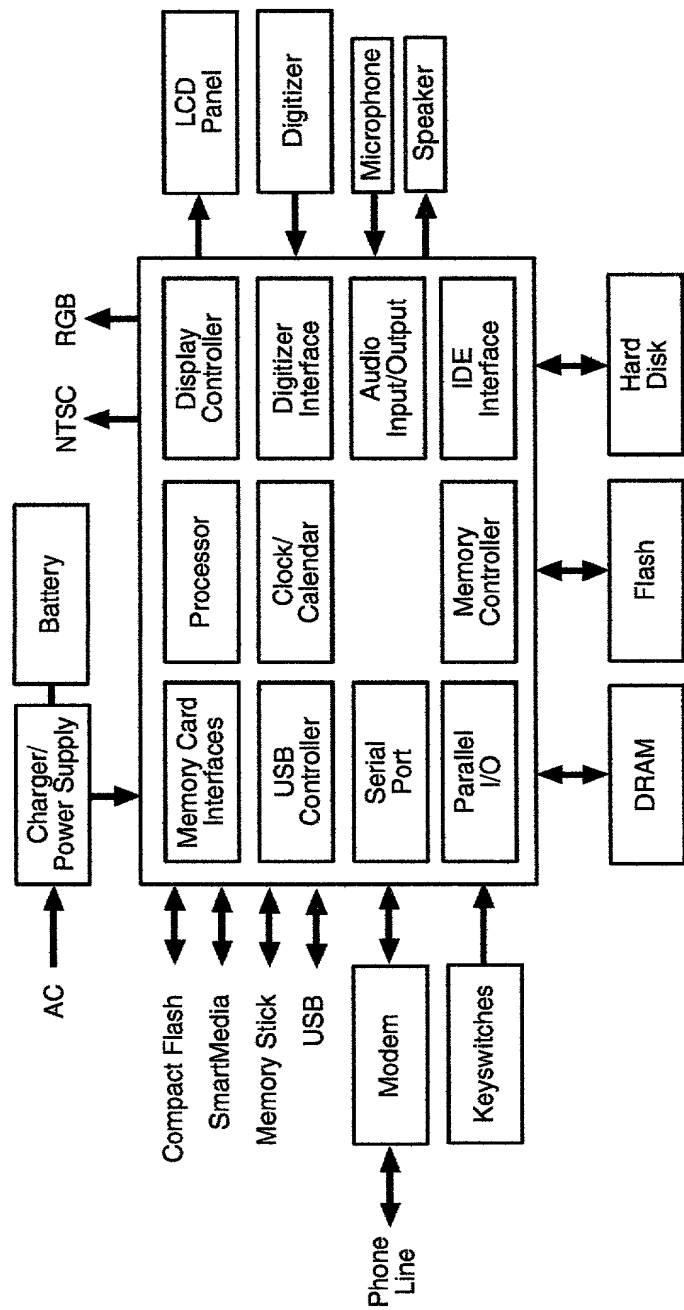 AC
Charger/
Power Supply
Battery
NTSC
RGB
Compact Flash
SmartMedia
Memory Stick
USB
Modem
Phone
Line
Keyswitches
Memory Card
Interfaces
Processor
Display
Controller
USB
Controller
Clock/
Calendar
Digitizer
Interface
Serial
Port
Audio
Input/Output
Parallel
I/O
Memory
Controller
IDE
Interface
LCD
Panel
Digitizer
Microphone
Speaker
DRAM
Flash
Hard
Disk